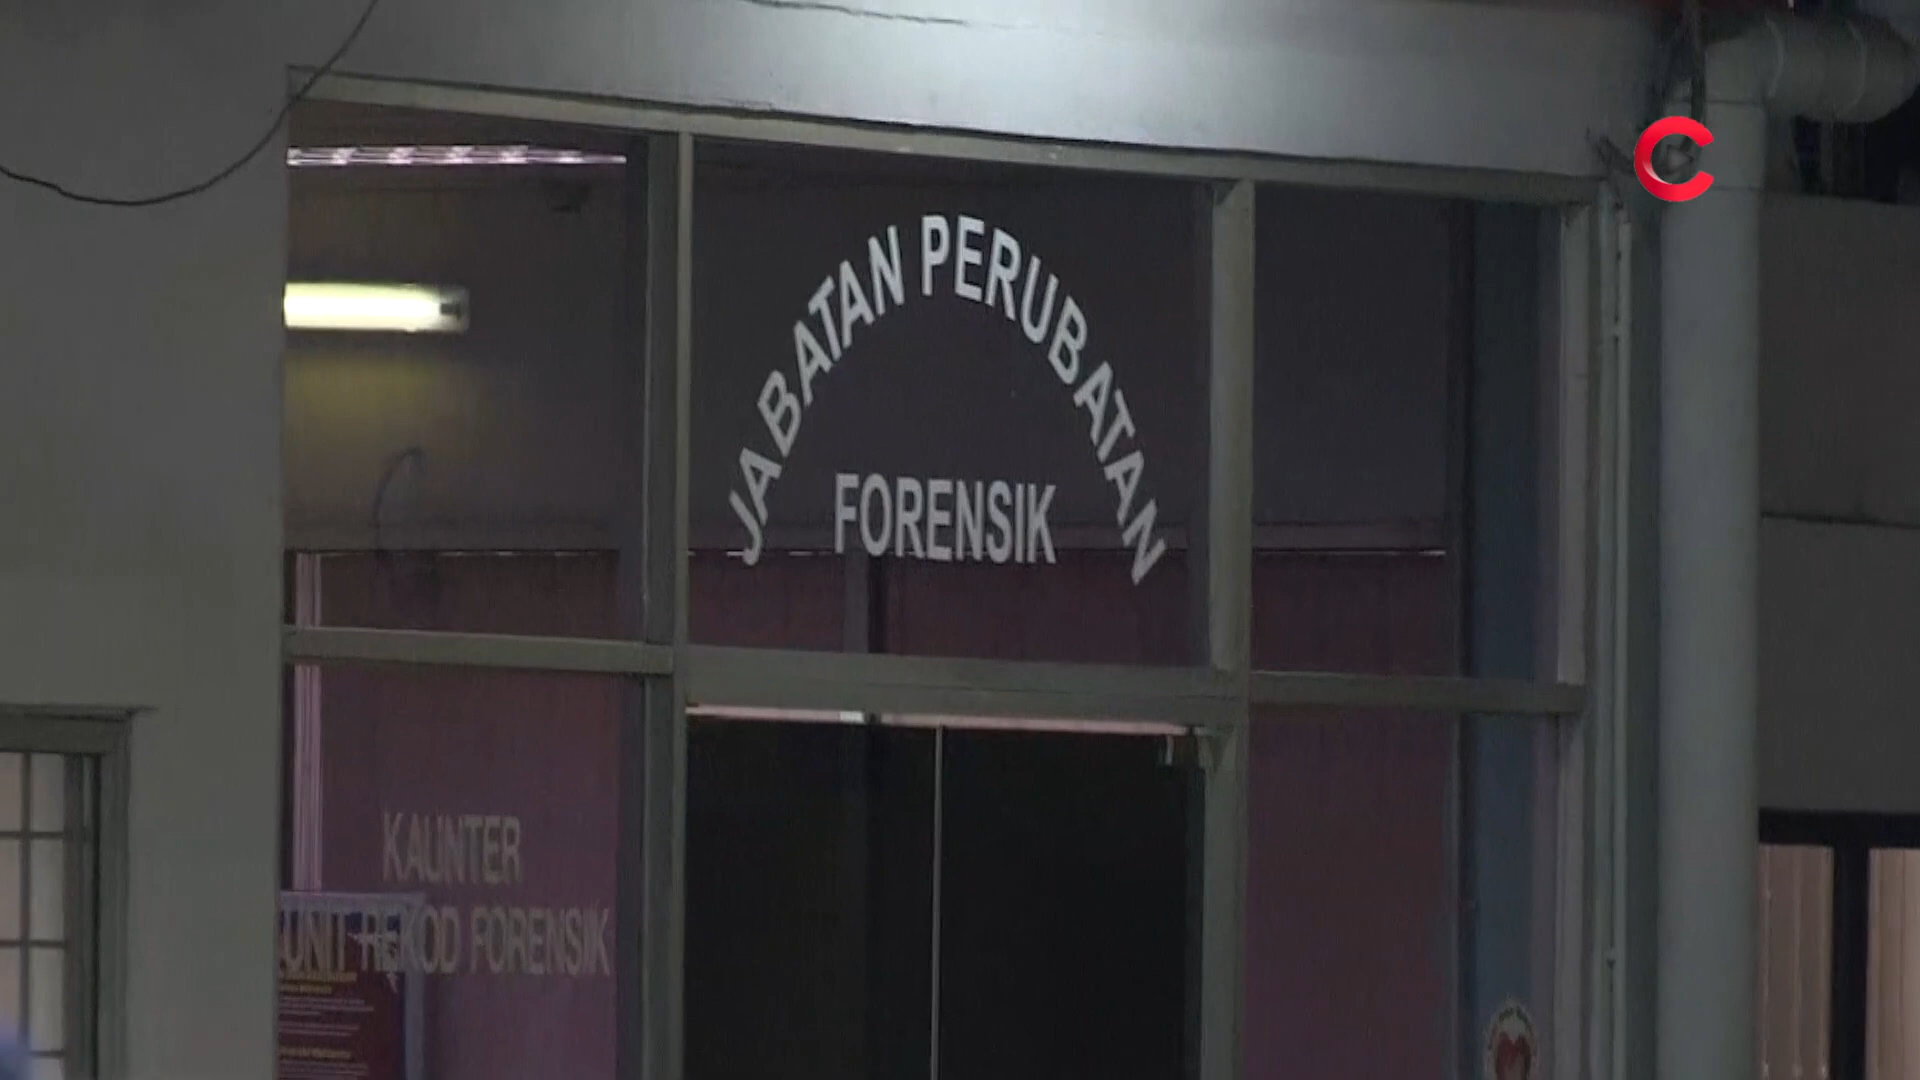 JABATAN PERUBATAN
FORENSIK
KAUNTER
UNIT REKOD FORENSIK